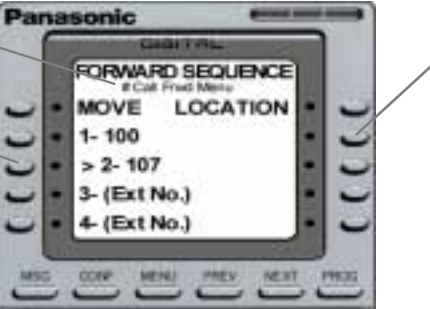 Panasonic
DIGITAL
FORWARD SEQUENCE
# Call Frwd Menu
MOVE LOCATION
1- 100
> 2- 107
3- (Ext No.)
4- (Ext No.)
MSG CONF MENU PREV NEXT PROG